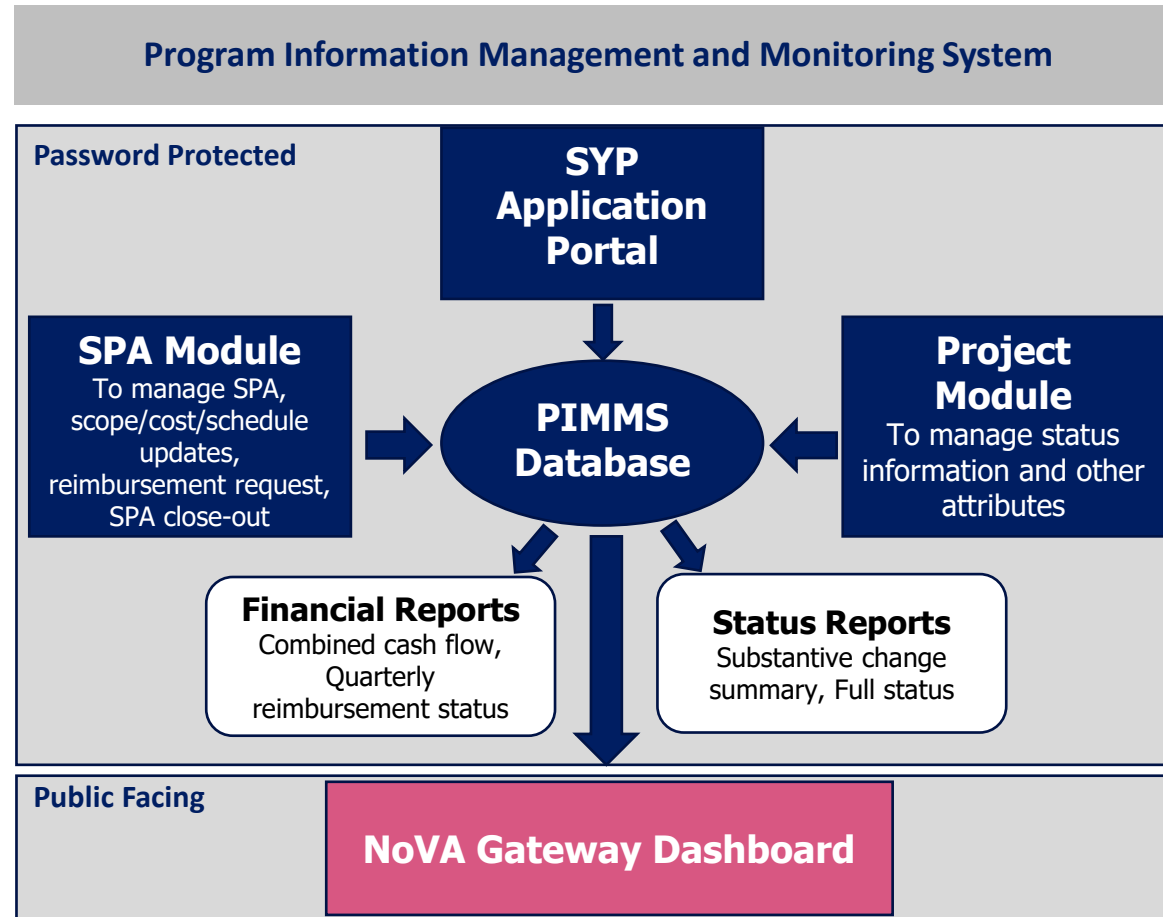 Program Information Management and Monitoring System
Password Protected
SYP
Application
Portal
SPA Module
To manage SPA,
scope/cost/schedule
updates,
reimbursement request,
SPA close-out
PIMMS
Database
Project
Module
To manage status
information and other
attributes
Financial Reports
Combined cash flow,
Quarterly
reimbursement status
Status Reports
Substantive change
summary, Full status
Public Facing
NoVA Gateway Dashboard